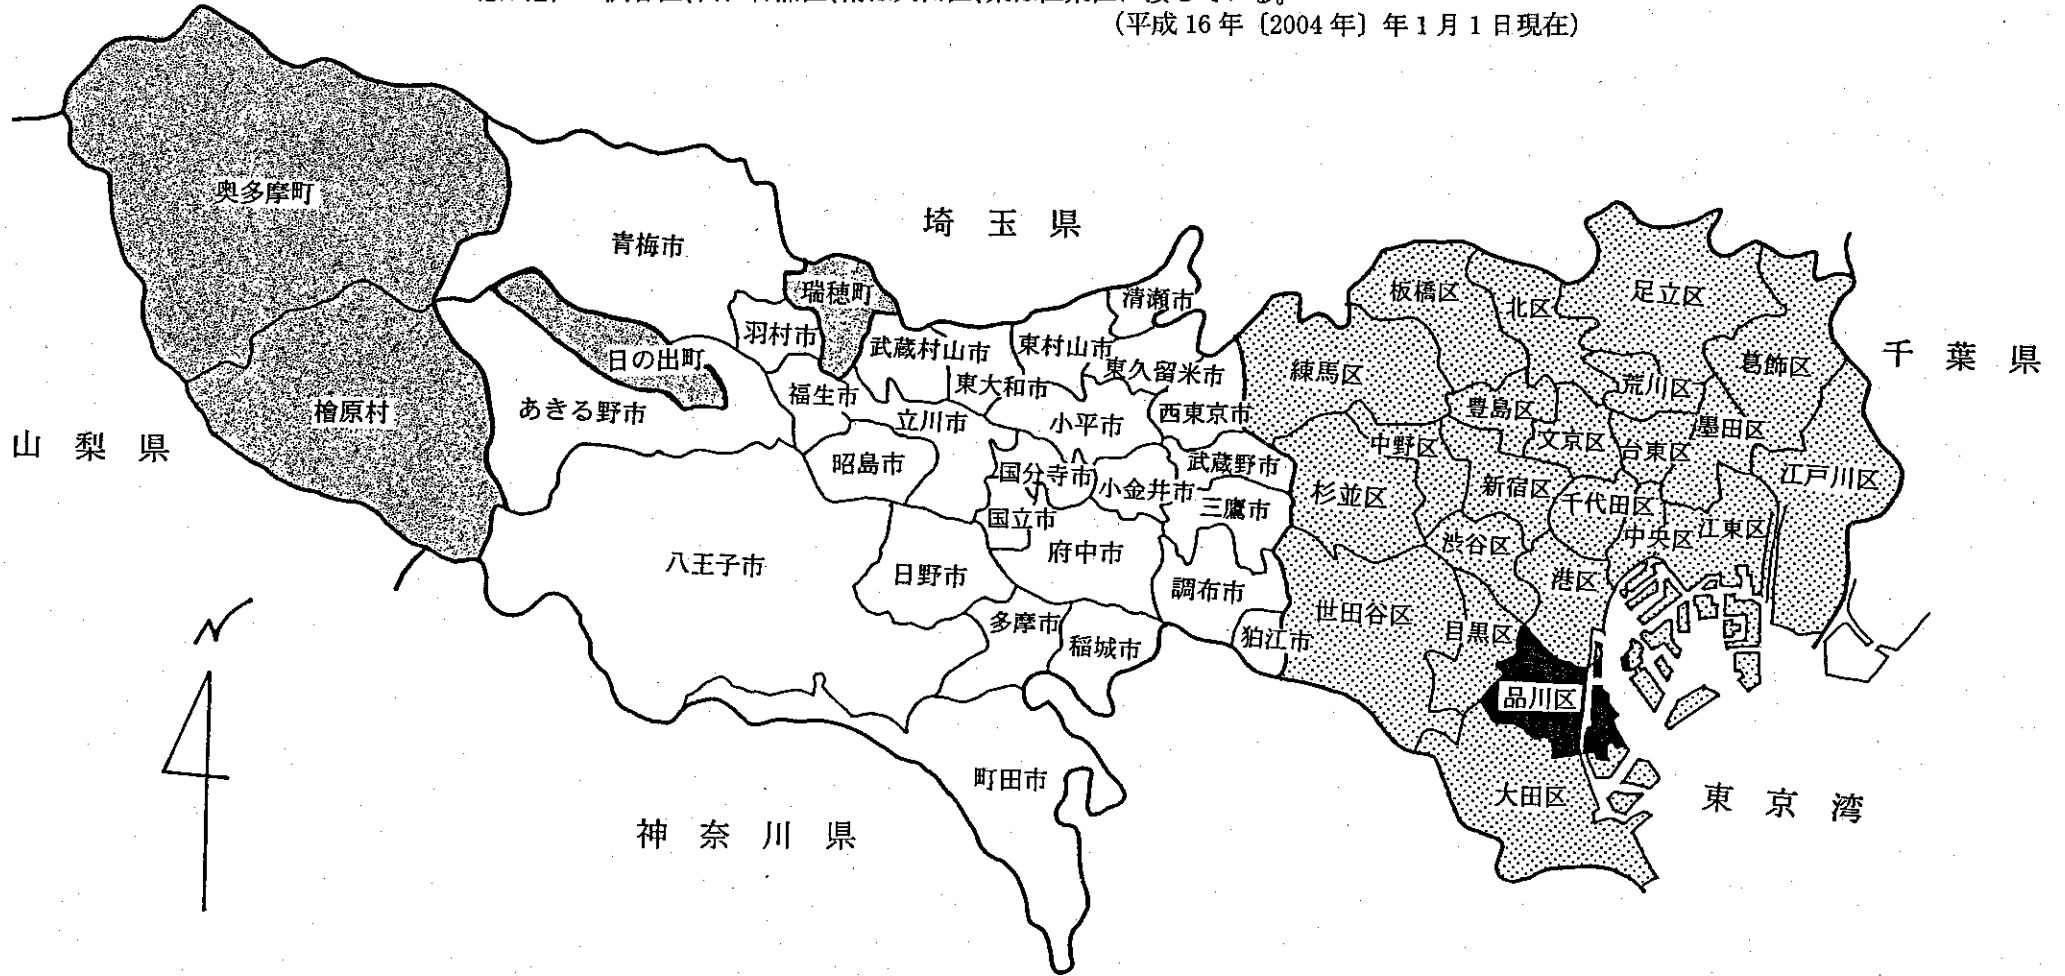 (平成 16 年〔2004 年〕年 1 月 1 日現在)
奥多摩町
青梅市
埼玉県
瑞穂町
清瀬市
板橋区
北区
足立区
羽村市
武蔵村山市
東村山市
東久留米市
日の出町
練馬区
荒川区
葛飾区
千葉県
檜原村
あきる野市
福生市
東大和市
立川市
小平市
西東京市
豊島区
文京区
台東区
墨田区
山梨県
昭島市
国分寺市
小金井市
武蔵野市
中野区
杉並区
新宿区
千代田区
江戸川区
三鷹市
国立市
府中市
渋谷区
中央区
江東区
八王子市
日野市
調布市
港区
世田谷区
目黒区
多摩市
稲城市
狛江市
品川区
町田市
大田区
東京湾
神奈川県
N